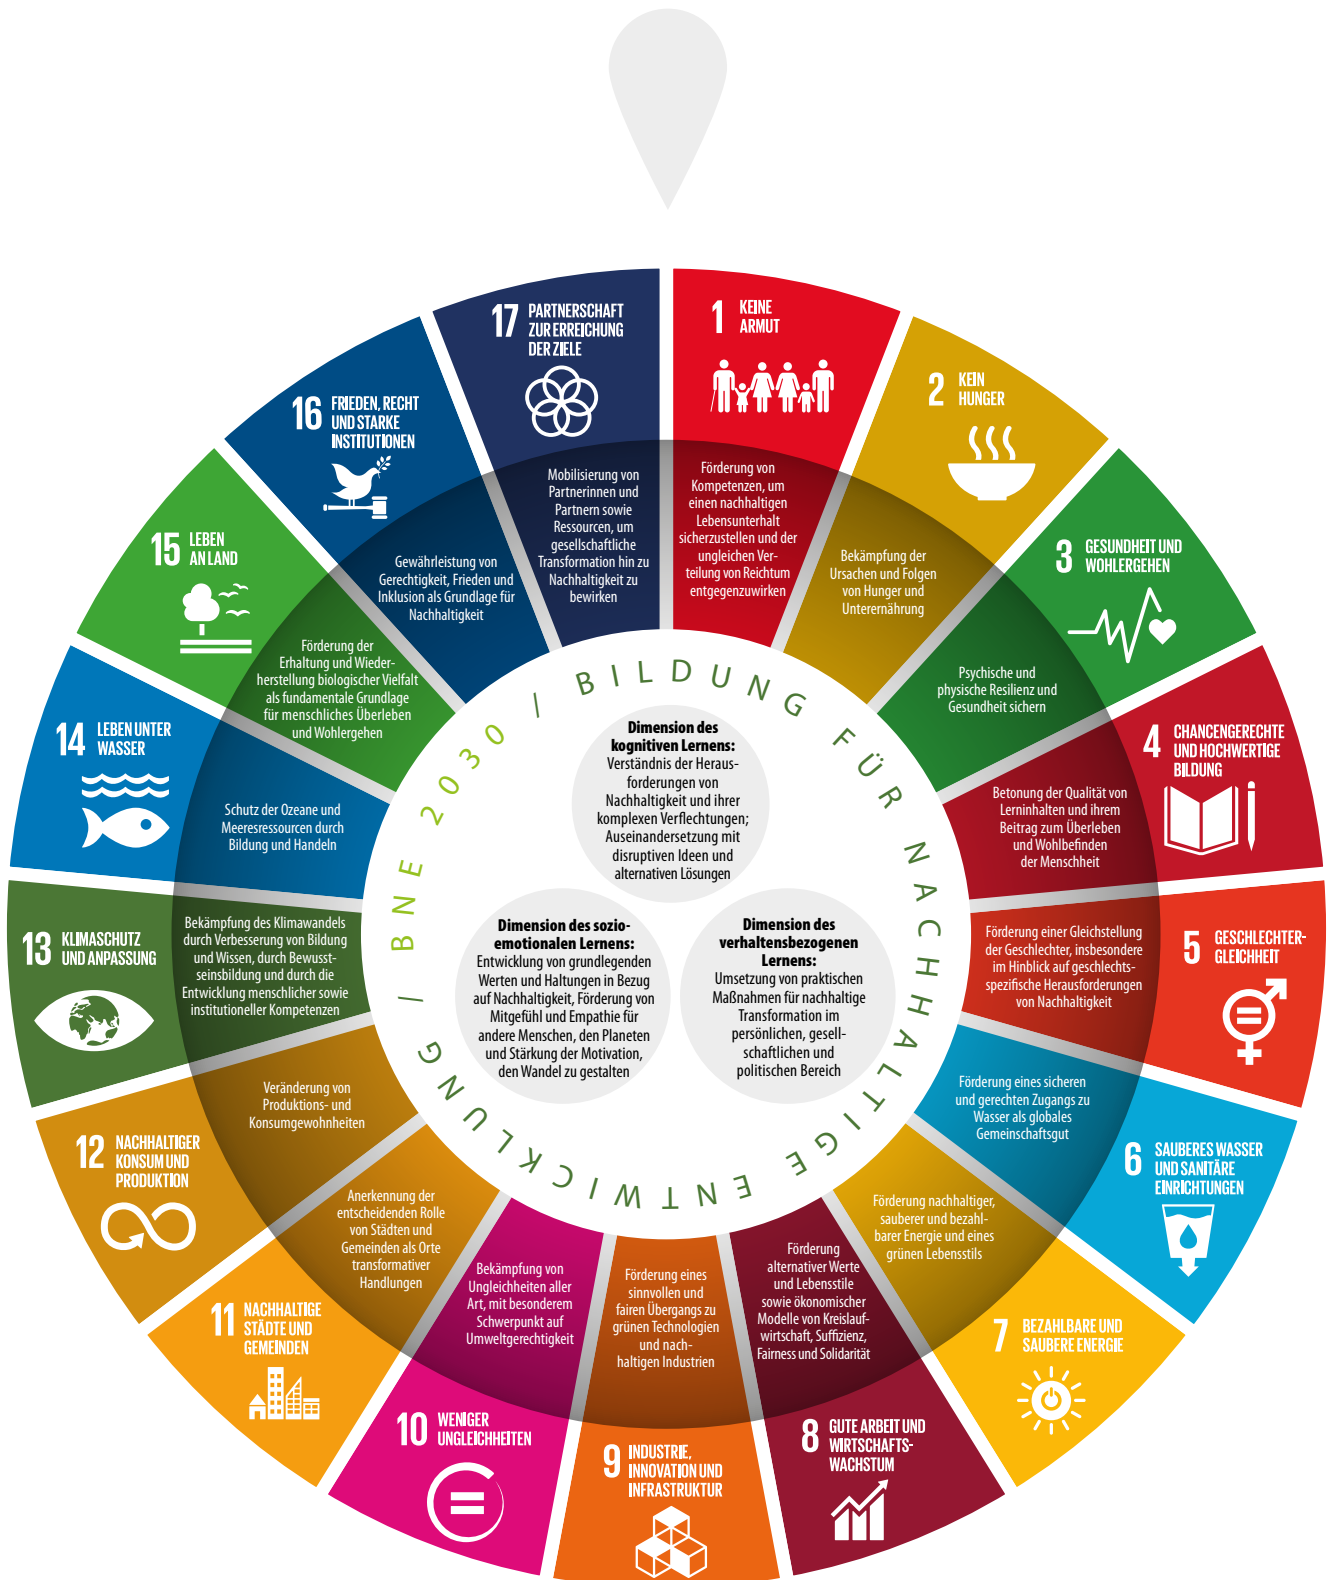 1 KEINE
ARMUT
Förderung von
Kompetenzen, um
einen nachhaltigen
Lebensunterhalt
sicherzustellen und der
ungleichen Ver-
teilung von Reichtum
entgegenzuwirken
2 KEIN
HUNGER
Bekämpfung der
Ursachen und Folgen
von Hunger und
Unterernährung
3 GESUNDHEIT UND
WOHLERGEHEN
Psychische und
physische Resilienz und
Gesundheit sichern
4 CHANCENGERECHTE
UND HOCHWERTIGE
BILDUNG
Betonung der Qualität von
Lerninhalten und ihrem
Beitrag zum Überleben
und Wohlbefinden
der Menschheit
5 GESCHLECHTER-
GLEICHHEIT
Förderung einer Gleichstellung
der Geschlechter, insbesondere
im Hinblick auf geschlechts-
spezifische Herausforderungen
von Nachhaltigkeit
6 SAUBERES WASSER
UND SANITÄRE
EINRICHTUNGEN
Förderung eines sicheren
und gerechten Zugangs zu
Wasser als globales
Gemeinschaftsgut
7 BEZAHLBARE UND
SAUBERE ENERGIE
Förderung nachhaltiger,
sauberer und bezahl-
barer Energie und eines
grünen Lebensstils
8 GUTE ARBEIT UND
WIRTSCHAFTS-
WACHSTUM
Förderung
alternativer Werte
und Lebensstile
sowie ökonomischer
Modelle von Kreislauf-
wirtschaft, Suffizienz,
Fairness und Solidarität
9 INDUSTRIE,
INNOVATION UND
INFRASTRUKTUR
Förderung eines
sinnvollen und
fairen Übergangs zu
grünen Technologien
und nach-
haltigen Industrien
10 WENIGER
UNGLEICHHEITEN
Bekämpfung von
Ungleichheiten aller
Art, mit besonderem
Schwerpunkt auf
Umweltgerechtigkeit
11 NACHHALTIGE
STÄDTE UND
GEMEINDEN
Anerkennung der
entscheidenden Rolle
von Städten und
Gemeinden als Orte
transformativer
Handlungen
12 NACHHALTIGER
KONSUM UND
PRODUKTION
Veränderung von
Produktions- und
Konsumgewohnheiten
13 KLIMASCHUTZ
UND ANPASSUNG
Bekämpfung des Klimawandels
durch Verbesserung von Bildung
und Wissen, durch Bewusst-
seinsbildung und durch die
Entwicklung menschlicher sowie
institutioneller Kompetenzen
14 LEBEN UNTER
WASSER
Schutz der Ozeane und
Meeresressourcen durch
Bildung und Handeln
15 LEBEN
AN LAND
Förderung der
Erhaltung und Wieder-
herstellung biologischer Vielfalt
als fundamentale Grundlage
für menschliches Überleben
und Wohlergehen
16 FRIEDEN, RECHT
UND STARKE
INSTITUTIONEN
Gewährleistung von
Gerechtigkeit, Frieden und
Inklusion als Grundlage für
Nachhaltigkeit
17 PARTNERSCHAFT
ZUR ERREICHUNG
DER ZIELE
Mobilisierung von
Partnerinnen und
Partnern sowie
Ressourcen, um
gesellschaftliche
Transformation hin zu
Nachhaltigkeit zu
bewirken
/ BNE 2030 / BILDUNG FÜR NACHHALTIGE ENTWICKLUNG
Dimension des
kognitiven Lernens:
Verständnis der Heraus-
forderungen von
Nachhaltigkeit und ihrer
komplexen Verflechtungen;
Auseinandersetzung mit
disruptiven Ideen und
alternativen Lösungen
Dimension des sozio-
emotionalen Lernens:
Entwicklung von grundlegenden
Werten und Haltungen in Bezug
auf Nachhaltigkeit, Förderung von
Mitgefühl und Empathie für
andere Menschen, den Planeten
und Stärkung der Motivation,
den Wandel zu gestalten
Dimension des
verhaltensbezogenen
Lernens:
Umsetzung von praktischen
Maßnahmen für nachhaltige
Transformation im
persönlichen, gesell-
schaftlichen und
politischen Bereich